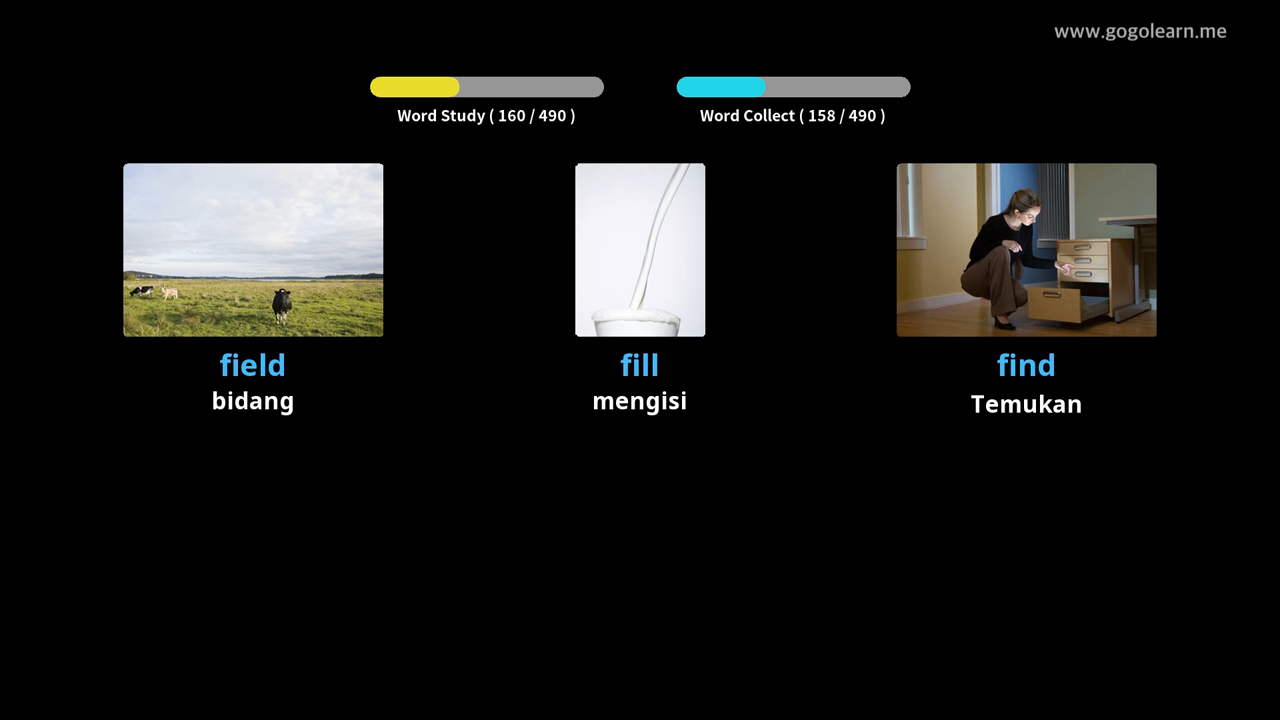 www.gogolearn.me
Word Study ( 160 / 490 )
Word Collect ( 158 / 490 )
field
bidang
fill
mengisi
find
Temukan